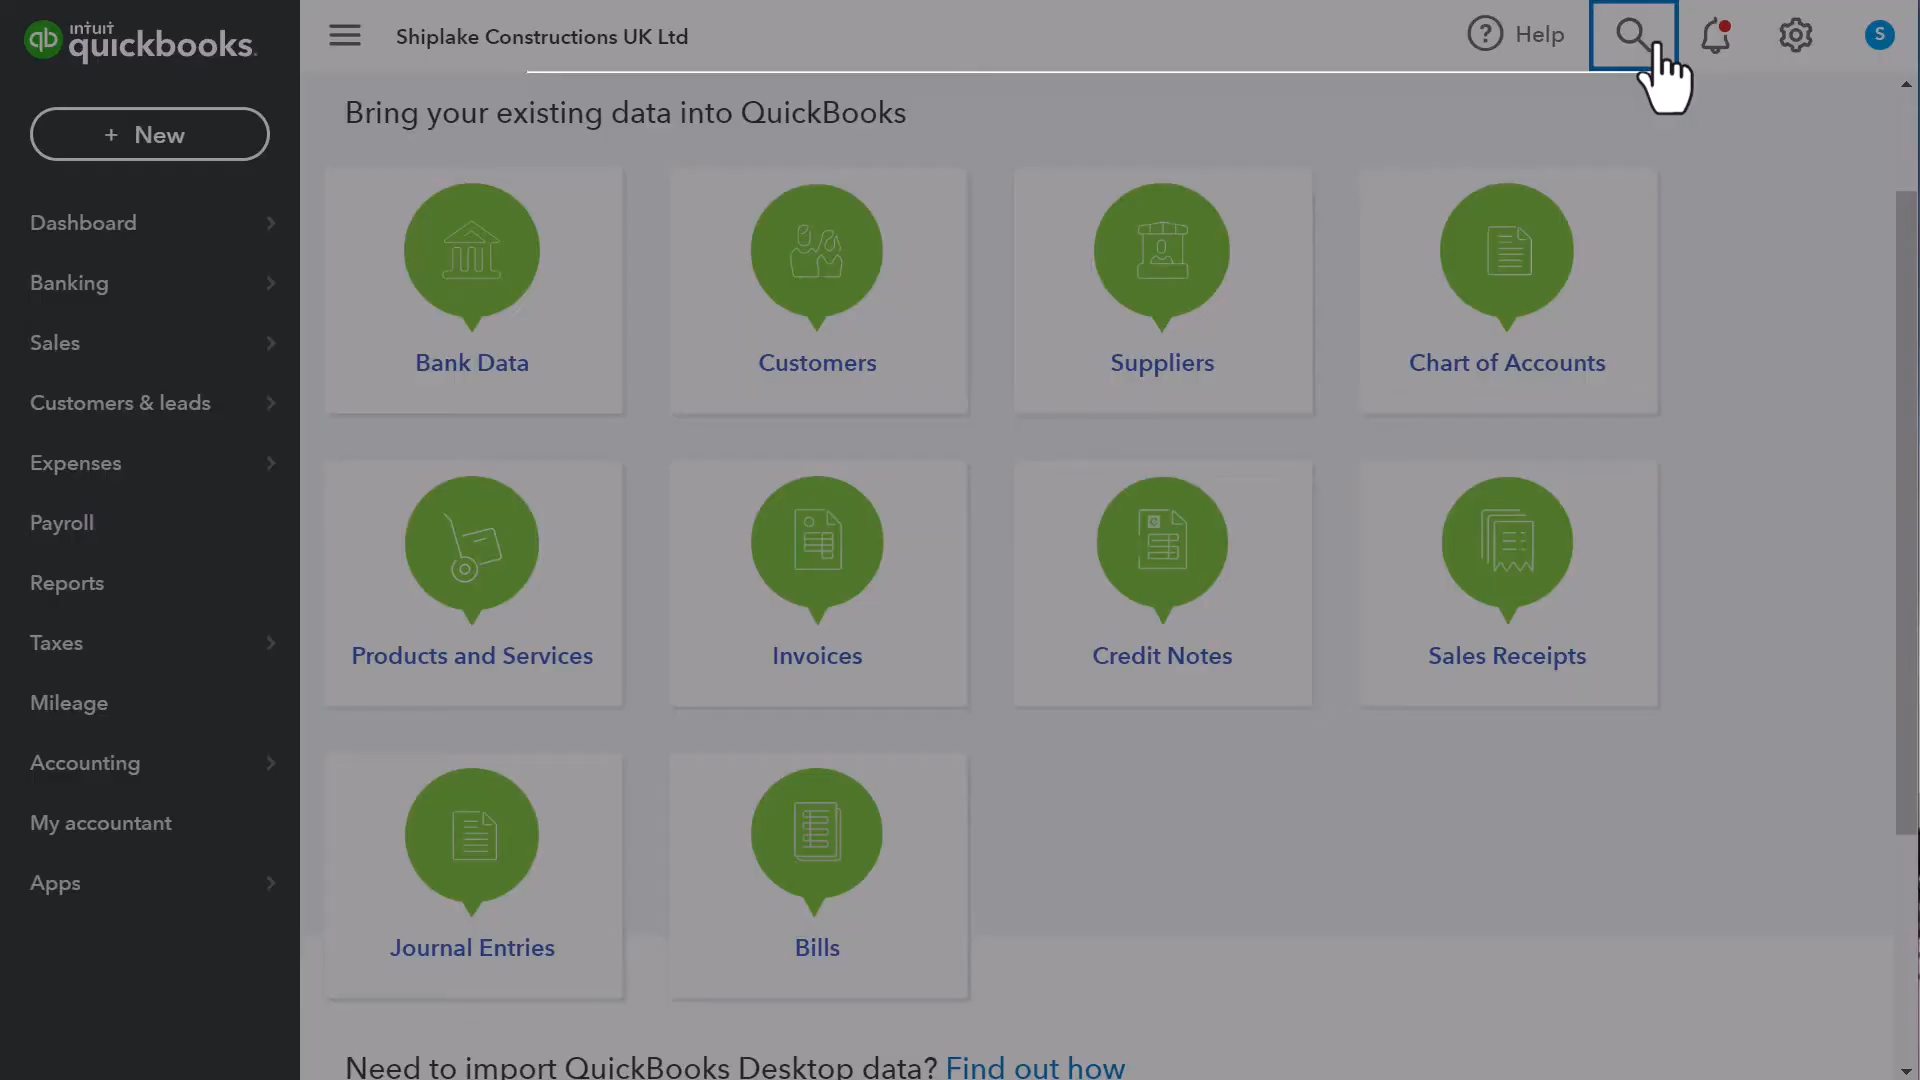 intuit
quickbooks.
Shiplake Constructions UK Ltd
? Help
S
+ New
Bring your existing data into QuickBooks
Dashboard
Banking
Sales
Customers & leads
Expenses
Payroll
Reports
Taxes
Mileage
Accounting
My accountant
Apps
Bank Data
Customers
Suppliers
Chart of Accounts
Products and Services
Invoices
Credit Notes
Sales Receipts
Journal Entries
Bills
Need to import QuickBooks Desktop data? Find out how